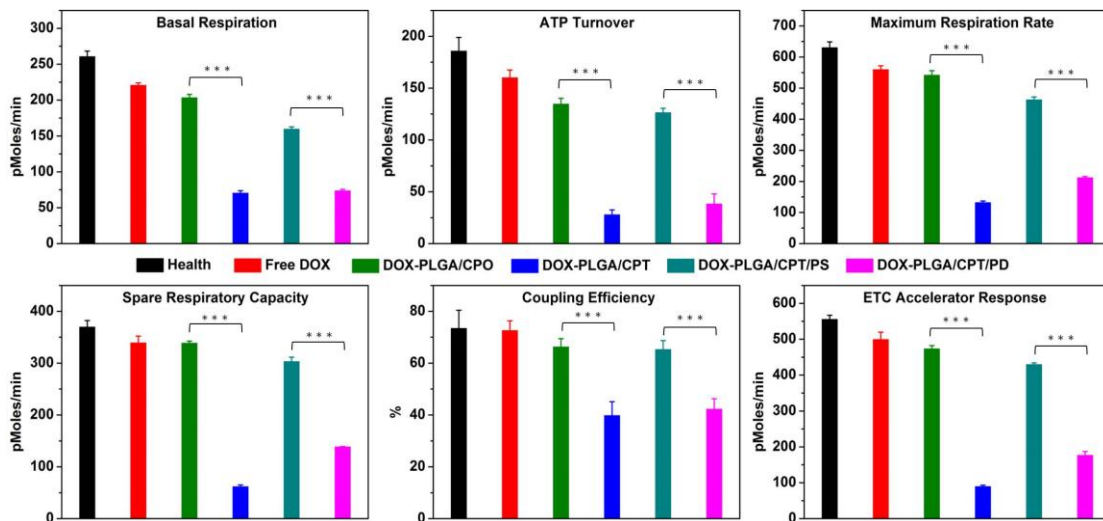 Basal Respiration
pMoles/min
300
250
200
150
100
50
0
* * *
* * *
ATP Turnover
pMoles/min
200
150
100
50
0
* * *
* * *
Maximum Respiration Rate
pMoles/min
700
600
500
400
300
200
100
0
* * *
* * *
Health Free DOX DOX-PLGA/CPO DOX-PLGA/CPT DOX-PLGA/CPT/PS DOX-PLGA/CPT/PD
Spare Respiratory Capacity
pMoles/min
400
300
200
100
0
* * *
* * *
Coupling Efficiency
%
80
60
40
20
0
* * *
* * *
ETC Accelerator Response
pMoles/min
600
500
400
300
200
100
0
* * *
* * *